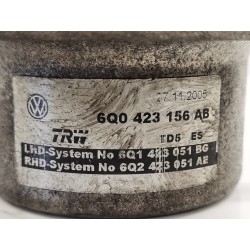 27.11.2008
6Q0 423 156 AB
TRW
TD5 ES
LHD-System No 6Q1 423 051 BG
RHD-System No 6Q2 423 051 AE